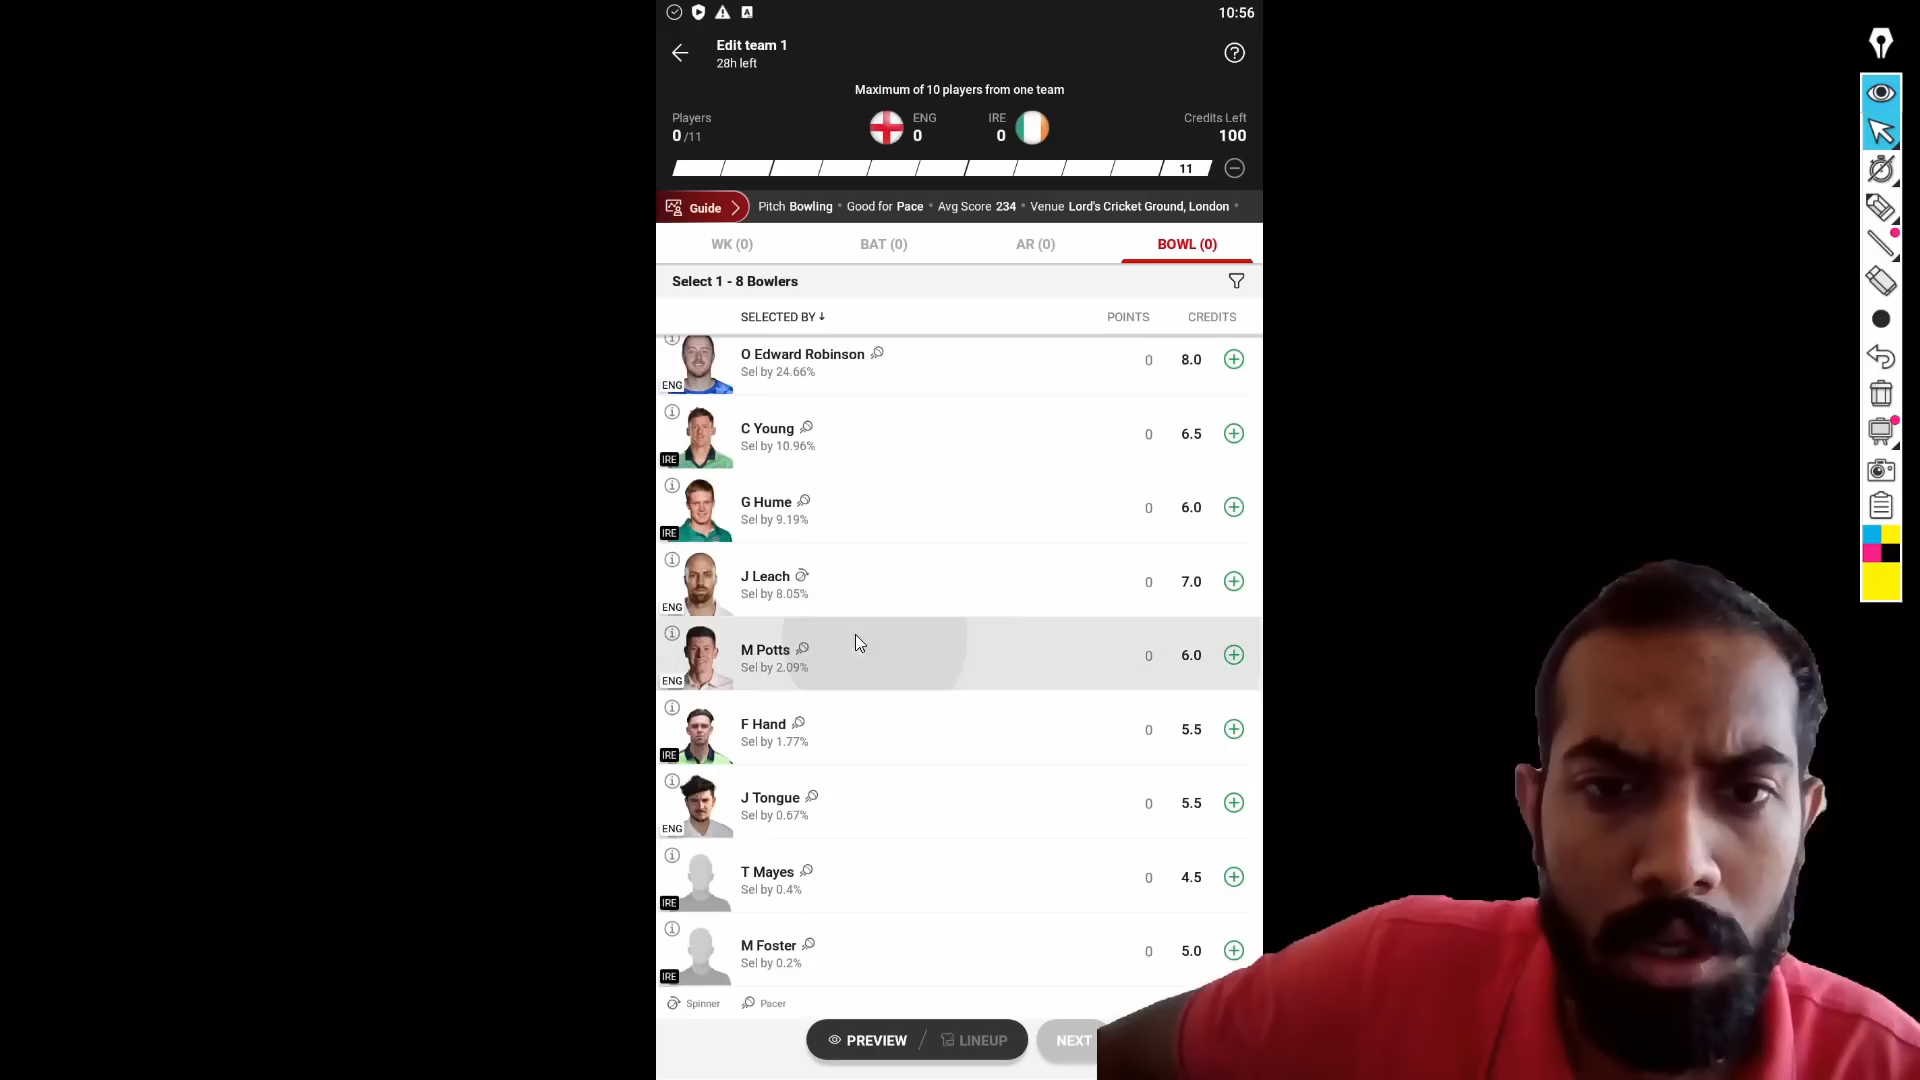 10:56
Edit team 1
28h left
Maximum of 10 players from one team
Players
0 /11
ENG
0
IRE
0
Credits Left
100
11
Guide
Pitch Bowling • Good for Pace • Avg Score 234 • Venue Lord's Cricket Ground, London •
WK (0) BAT (0) AR (0) BOWL (0)
Select 1 - 8 Bowlers
SELECTED BY↓ POINTS CREDITS
O Edward Robinson
Sel by 24.66%
ENG
0 8.0
C Young
Sel by 10.96%
IRE
0 6.5
G Hume
Sel by 9.19%
IRE
0 6.0
J Leach
Sel by 8.05%
ENG
0 7.0
M Potts
Sel by 2.09%
ENG
0 6.0
F Hand
Sel by 1.77%
IRE
0 5.5
J Tongue
Sel by 0.67%
ENG
0 5.5
T Mayes
Sel by 0.4%
IRE
0 4.5
M Foster
Sel by 0.2%
IRE
0 5.0
Spinner Pacer
PREVIEW / LINEUP NEXT